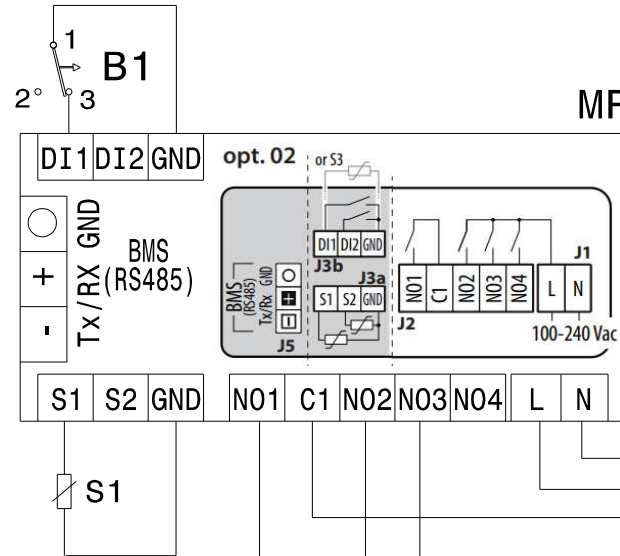 1
B1
2° 3
MP
DI1 DI2 GND
opt. 02
or S3
DI1 DI2 GND
J3b
J3a
S1 S2 GND
BMS
(RS485)
Tx/Rx GND
J5
NO1 C1 NO2 NO3 NO4
J2
J1
L N
100-240 Vac
+
-
Tx/RX GND
BMS
(RS485)
S1 S2 GND NO1 C1 NO2 NO3 NO4 L N
S1